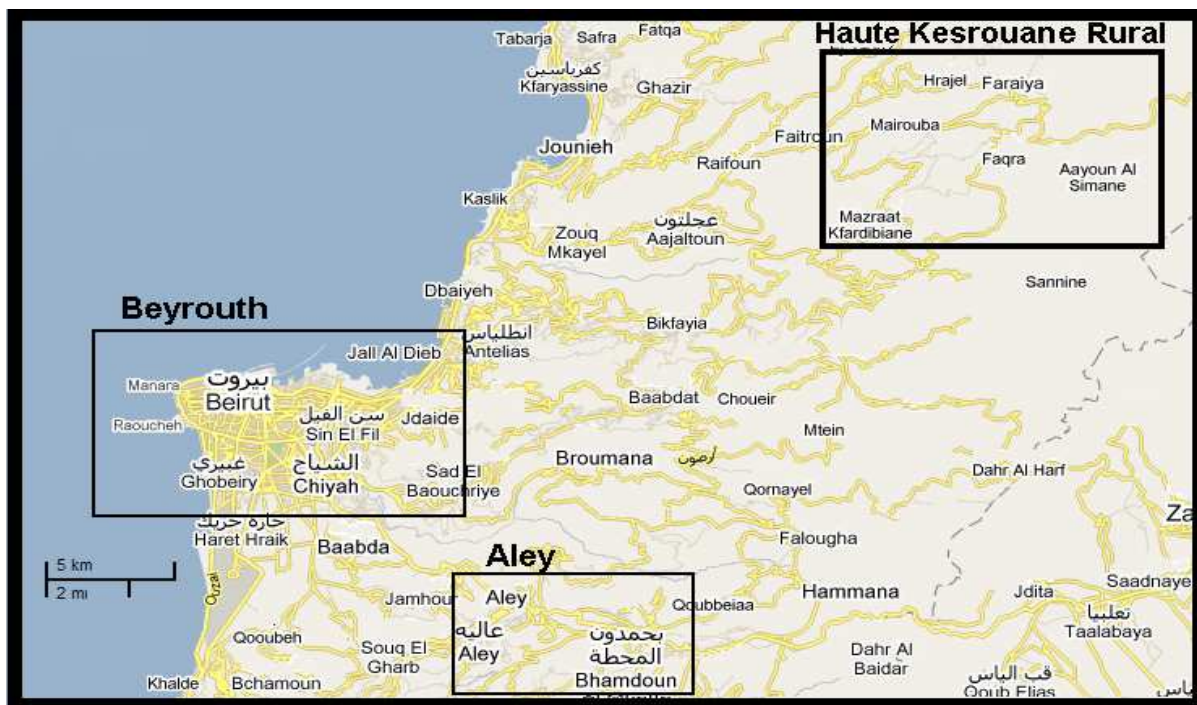 Haute Kesrouane Rural
Tabarja
Safra
Fatqa
كفرياسين
Kfaryassine
Ghazir
Hrajel
Faraiya
Mairouba
Faitroun
Jounieh
Raifoun
Faqra
Aayoun Al
Simane
Kaslik
عجلتون
Aajaltoun
Mazraat
Kfardibiane
Zouq
Mkayel
Sannine
Dbaiyeh
Beyrouth
انطلياس
Antelias
Bikfayia
Jall Al Dieb
Manara
بيروت
Beirut
Baabdat
Choueir
Raoucheh
سن الفيل
Sin El Fil
Jdaide
Mtein
غبيري
Ghobeiry
الشياح
Chiyah
Sad El
Baouchriye
Broumana
ارصون
Dahr Al Harf
Qornayel
Za
حارة حريك
Haret Hraik
Baabda
Falougha
Aley
5 km
2 mi
Ouzai
Jamhour
Aley
Qoubbeiaa
Hammana
Jdita
Saadnaye
تعلبيا
Taalabaya
Qooubeh
Souq El
Gharb
عاليه
Aley
بحمدون
المحطة
Bhamdoun
Dahr Al
Baidar
قب الياس
Qoub Elias
Khalde
Bchamoun